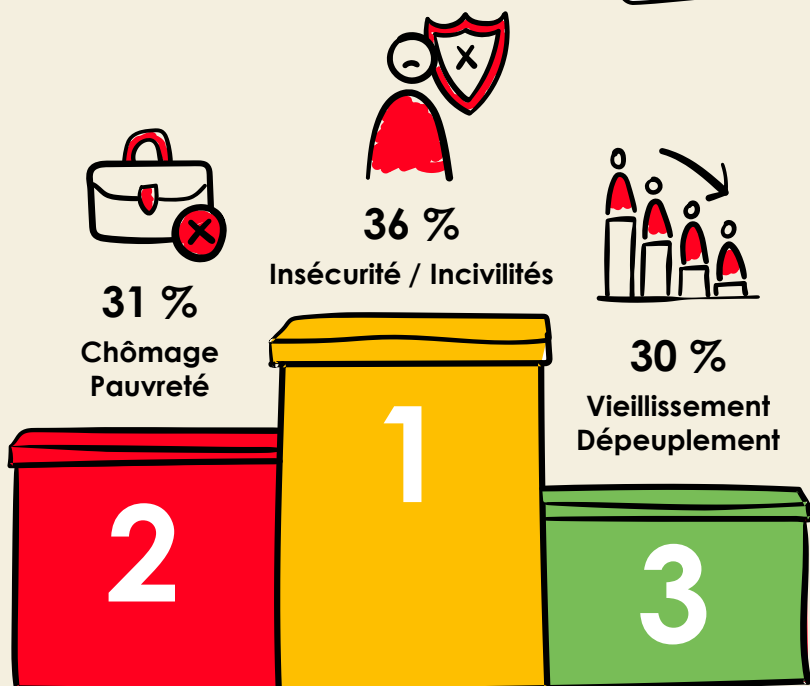 36 %
Insécurité / Incivilités
31 %
Chômage
Pauvreté
30 %
Vieillissement
Dépeuplement
1
2
3